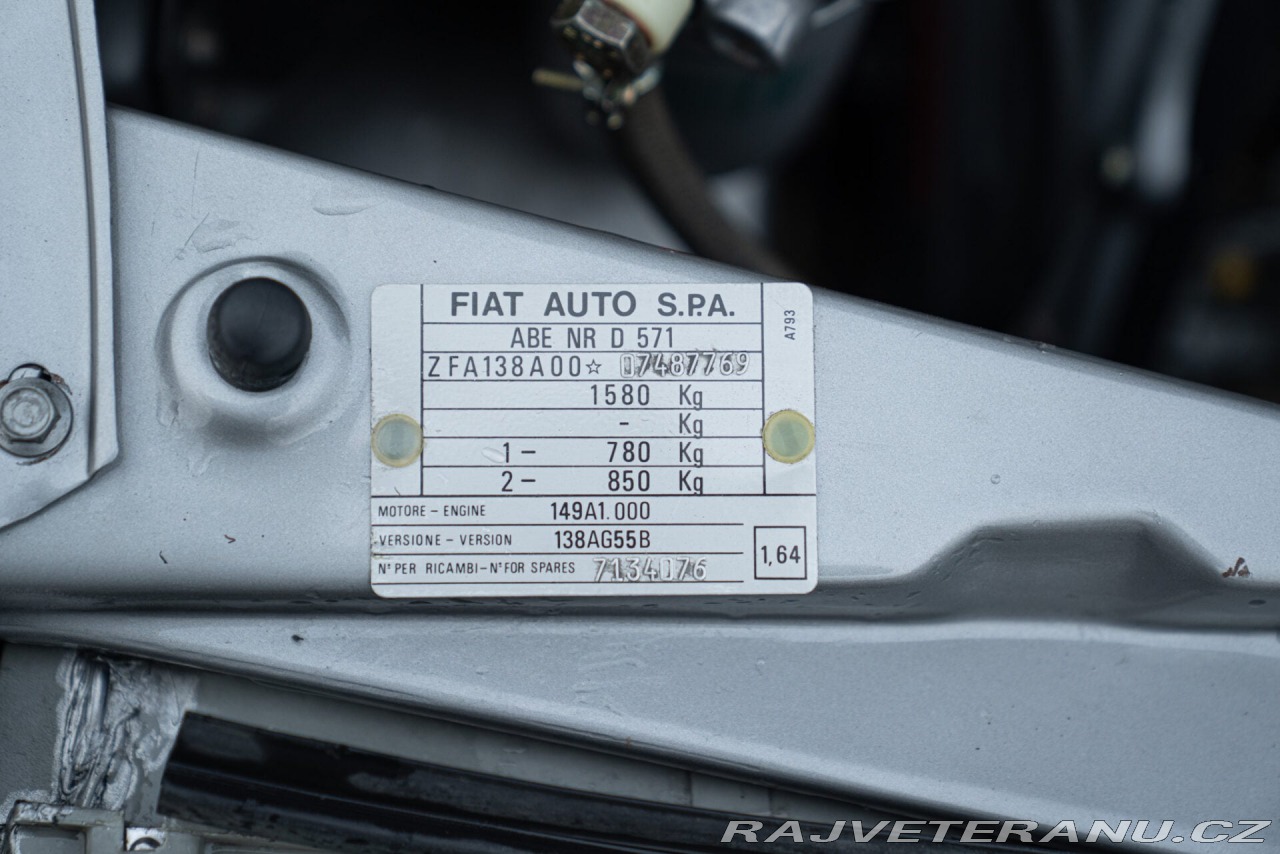 FIAT AUTO S.P.A.
A793
ABE NR D 571
ZFA138A00☆ 07487769
1580 Kg
- Kg
1- 780 Kg
2- 850 Kg
MOTORE - ENGINE 149A1.000
VERSIONE - VERSION 138AG55B
N° PER RICAMBI - N° FOR SPARES 7134076
1,64
RAJVETERANU.CZ